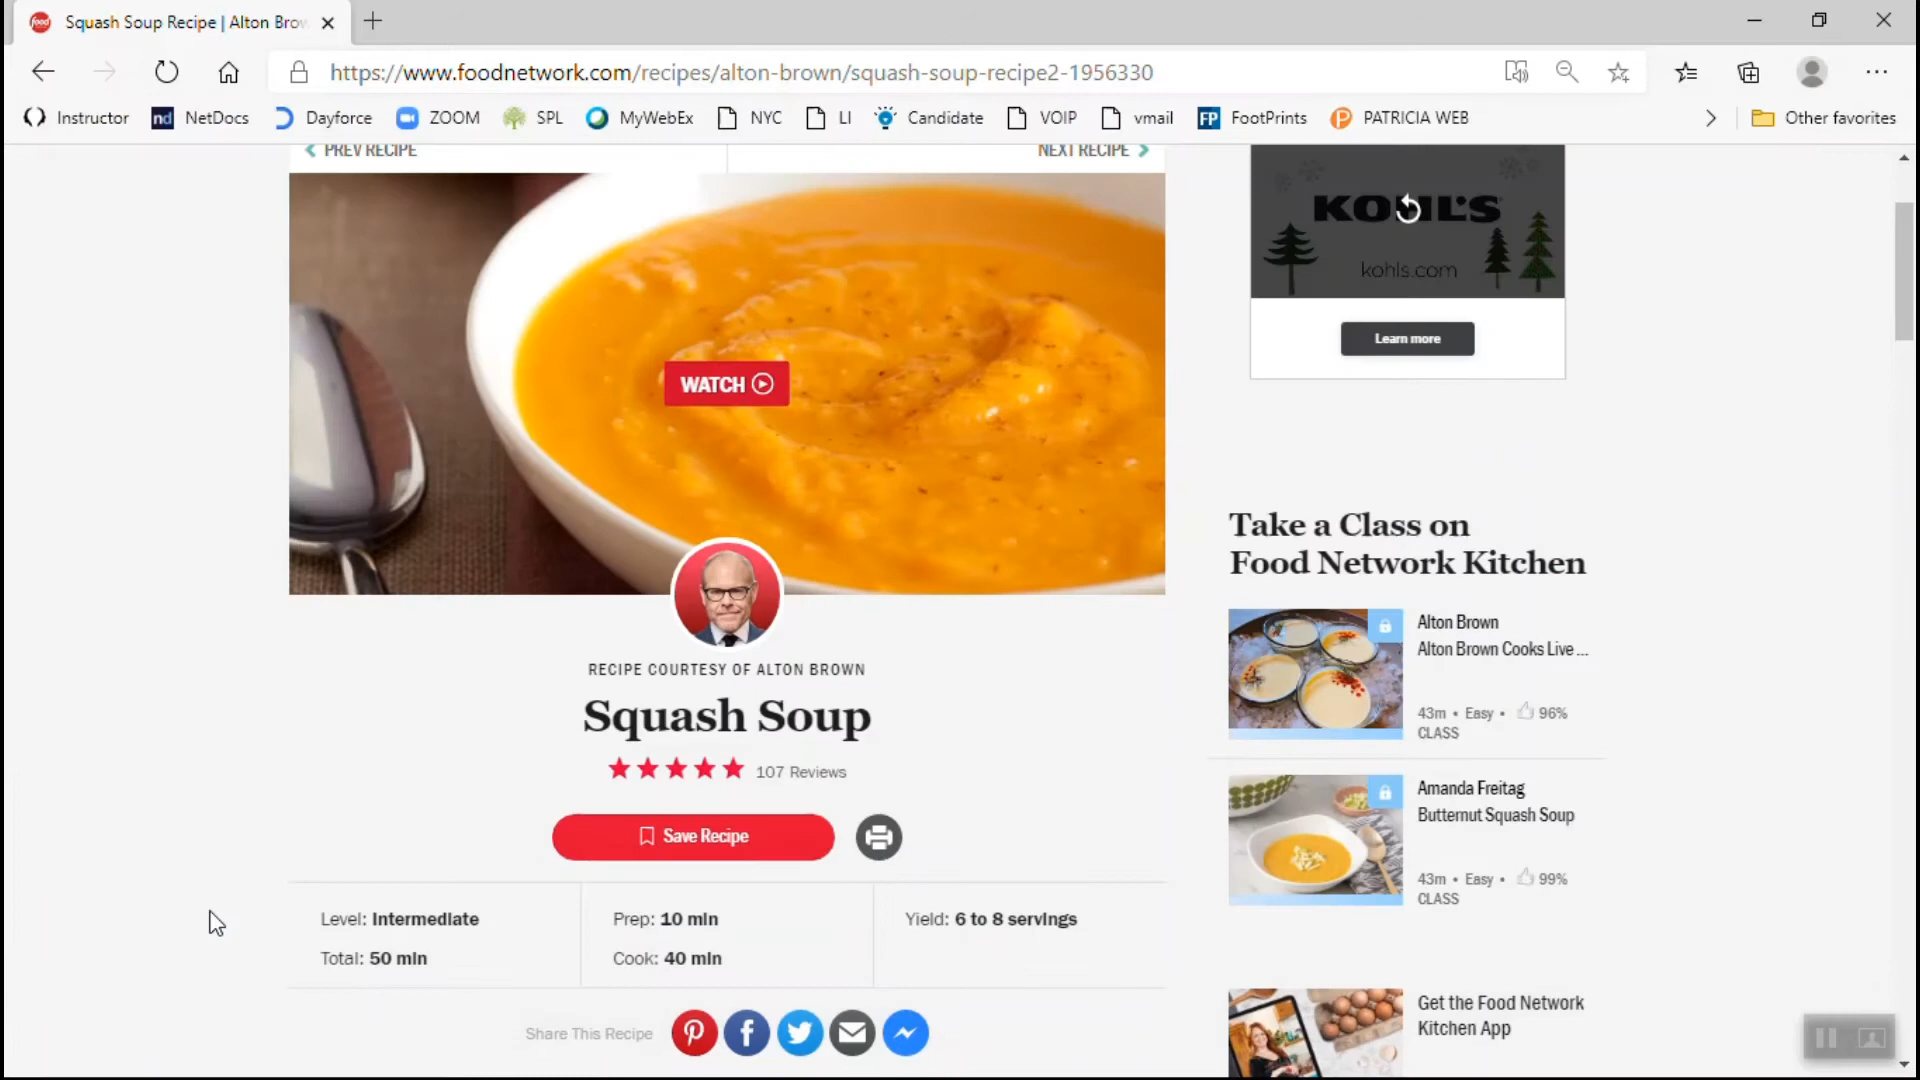 Squash Soup Recipe | Alton Brow
https://www.foodnetwork.com/recipes/alton-brown/squash-soup-recipe2-1956330
Instructor nd NetDocs Dayforce ZOOM SPL MyWebEx NYC LI Candidate VOIP vmail FP FootPrints PATRICIA WEB Other favorites
PREV RECIPE NEXT RECIPE
KOHL'S
kohls.com
Learn more
WATCH
Take a Class on
Food Network Kitchen
Alton Brown
Alton Brown Cooks Live ...
43m • Easy • 96%
CLASS
Amanda Freitag
Butternut Squash Soup
43m • Easy • 99%
CLASS
Get the Food Network
Kitchen App
RECIPE COURTESY OF ALTON BROWN
Squash Soup
107 Reviews
Save Recipe
Level: Intermediate
Total: 50 min
Prep: 10 min
Cook: 40 min
Yield: 6 to 8 servings
Share This Recipe